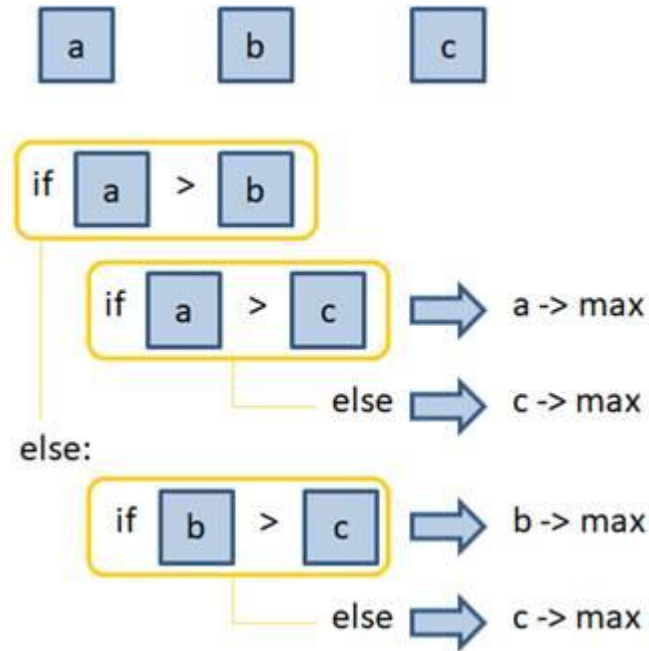 a b c
if a > b
if a > c a -> max
else c -> max
else:
if b > c b -> max
else c -> max